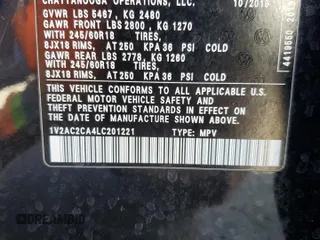 CHATTANOOGA OPERATIONS, LLC. 10/2019
GVWR LBS 5467, KG 2480
GAWR FRONT LBS 2800, KG 1270
WITH 245/60R18 TIRES,
8JX18 RIMS, AT 250 KPA 36 PSI COLD
GAWR REAR LBS 2778, KG 1260
WITH 245/60R18 TIRES,
8JX18 RIMS, AT 250 KPA 36 PSI COLD
THIS VEHICLE CONFORMS TO ALL APPLICABLE U.S.
FEDERAL MOTOR VEHICLE SAFETY AND
THEFT PREVENTION STANDARDS IN EFFECT ON THE
DATE OF MANUFACTURE SHOWN ABOVE.
1V2AC2CA4LC201221 TYPE: MPV